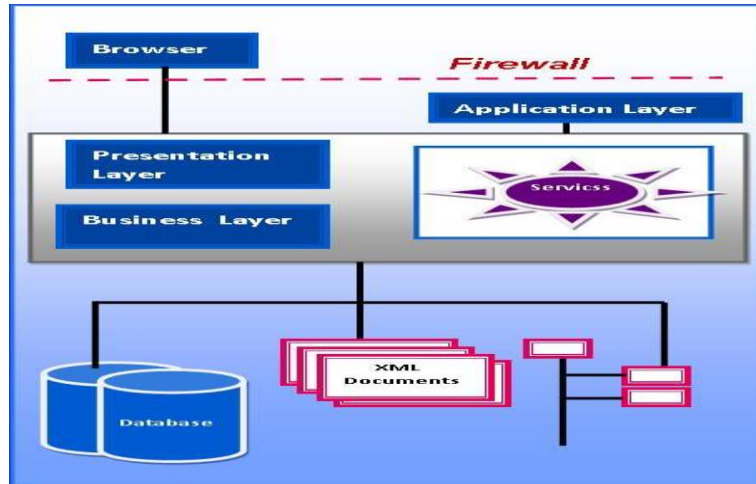 Browser
Firewall
Application Layer
Presentation
Layer
Servicss
Business Layer
XML
Documents
Database